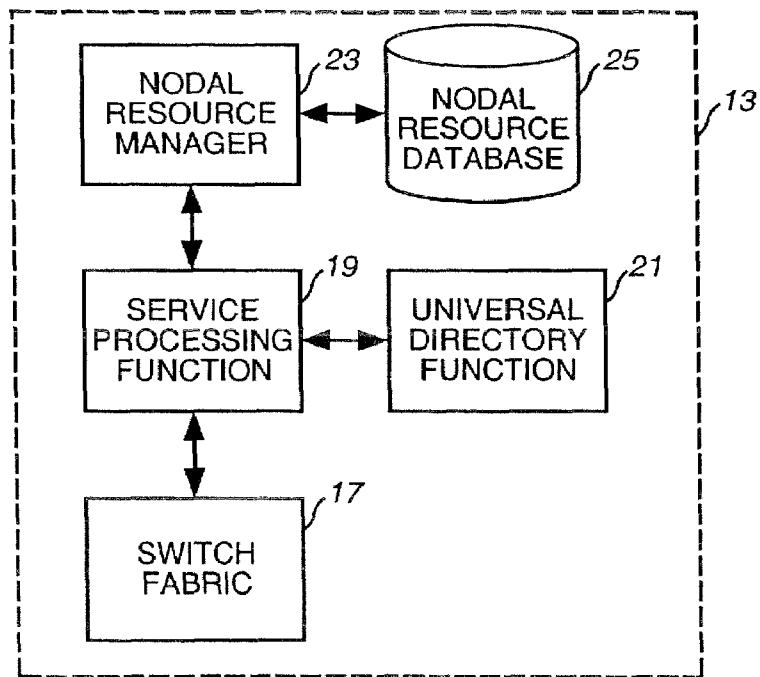 NODAL
RESOURCE
MANAGER
23
NODAL
RESOURCE
DATABASE
25
13
SERVICE
PROCESSING
FUNCTION
19
UNIVERSAL
DIRECTORY
FUNCTION
21
SWITCH
FABRIC
17